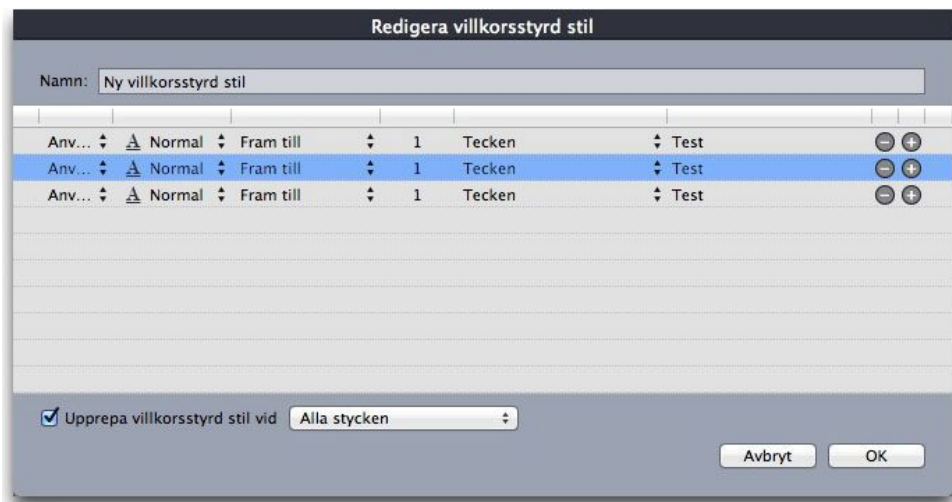 Redigera villkorsstyrd stil
Namn: Ny villkorsstyrd stil
Anv... A Normal Fram till 1 Tecken Test
Anv... A Normal Fram till 1 Tecken Test
Anv... A Normal Fram till 1 Tecken Test
Upprepa villkorsstyrd stil vid Alla stycken
Avbryt OK